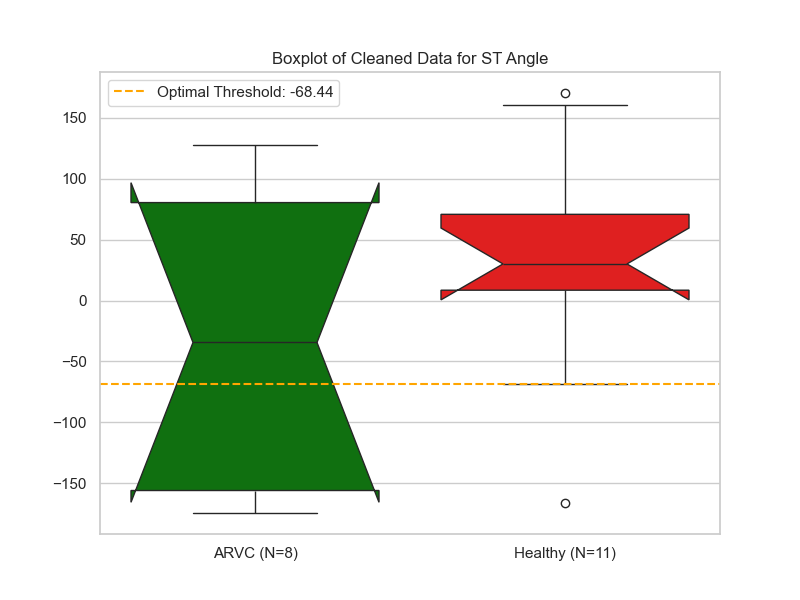 Boxplot of Cleaned Data for ST Angle
Optimal Threshold: -68.44
150
100
50
0
−50
−100
−150
ARVC (N=8)
Healthy (N=11)